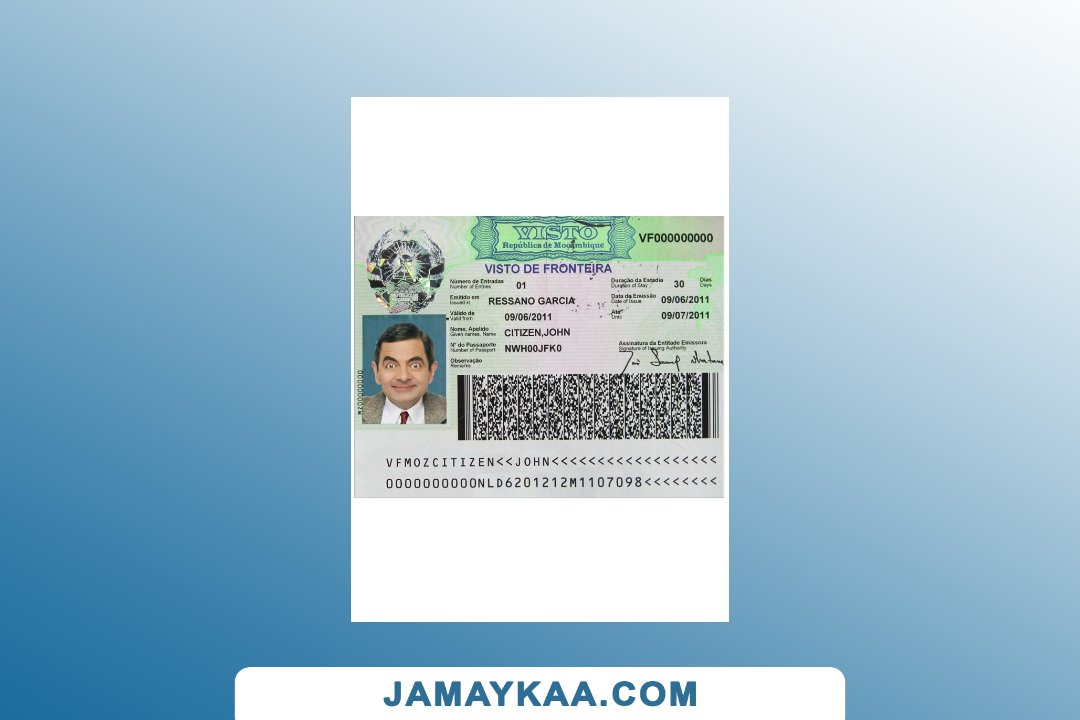 VISTO
República de Moçambique
VF000000000
VISTO DE FRONTEIRA
Número de Entradas
Number of Entries
01
Duração da Estadia
Duration of Stay
30
Dias
Days
Emitido em
Issued in
RESSANO GARCIA
Data da Emissão
Date of Issue
09/06/2011
Válido de
Valid from
09/06/2011
Até
Until
09/07/2011
Nome, Apelido
Given names, Name
CITIZEN,JOHN
Nº do Passaporte
Number of Passport
NWH00JFK0
Assinatura da Entidade Emissora
Signature of Issuing Authority
Observação
Remarks
VFMOZCITIZEN<<JOHN<<<<<<<<<<<<<<<<<<
0000000000NLD6201212M1107098<<<<<<<<
JAMAYKAA.COM